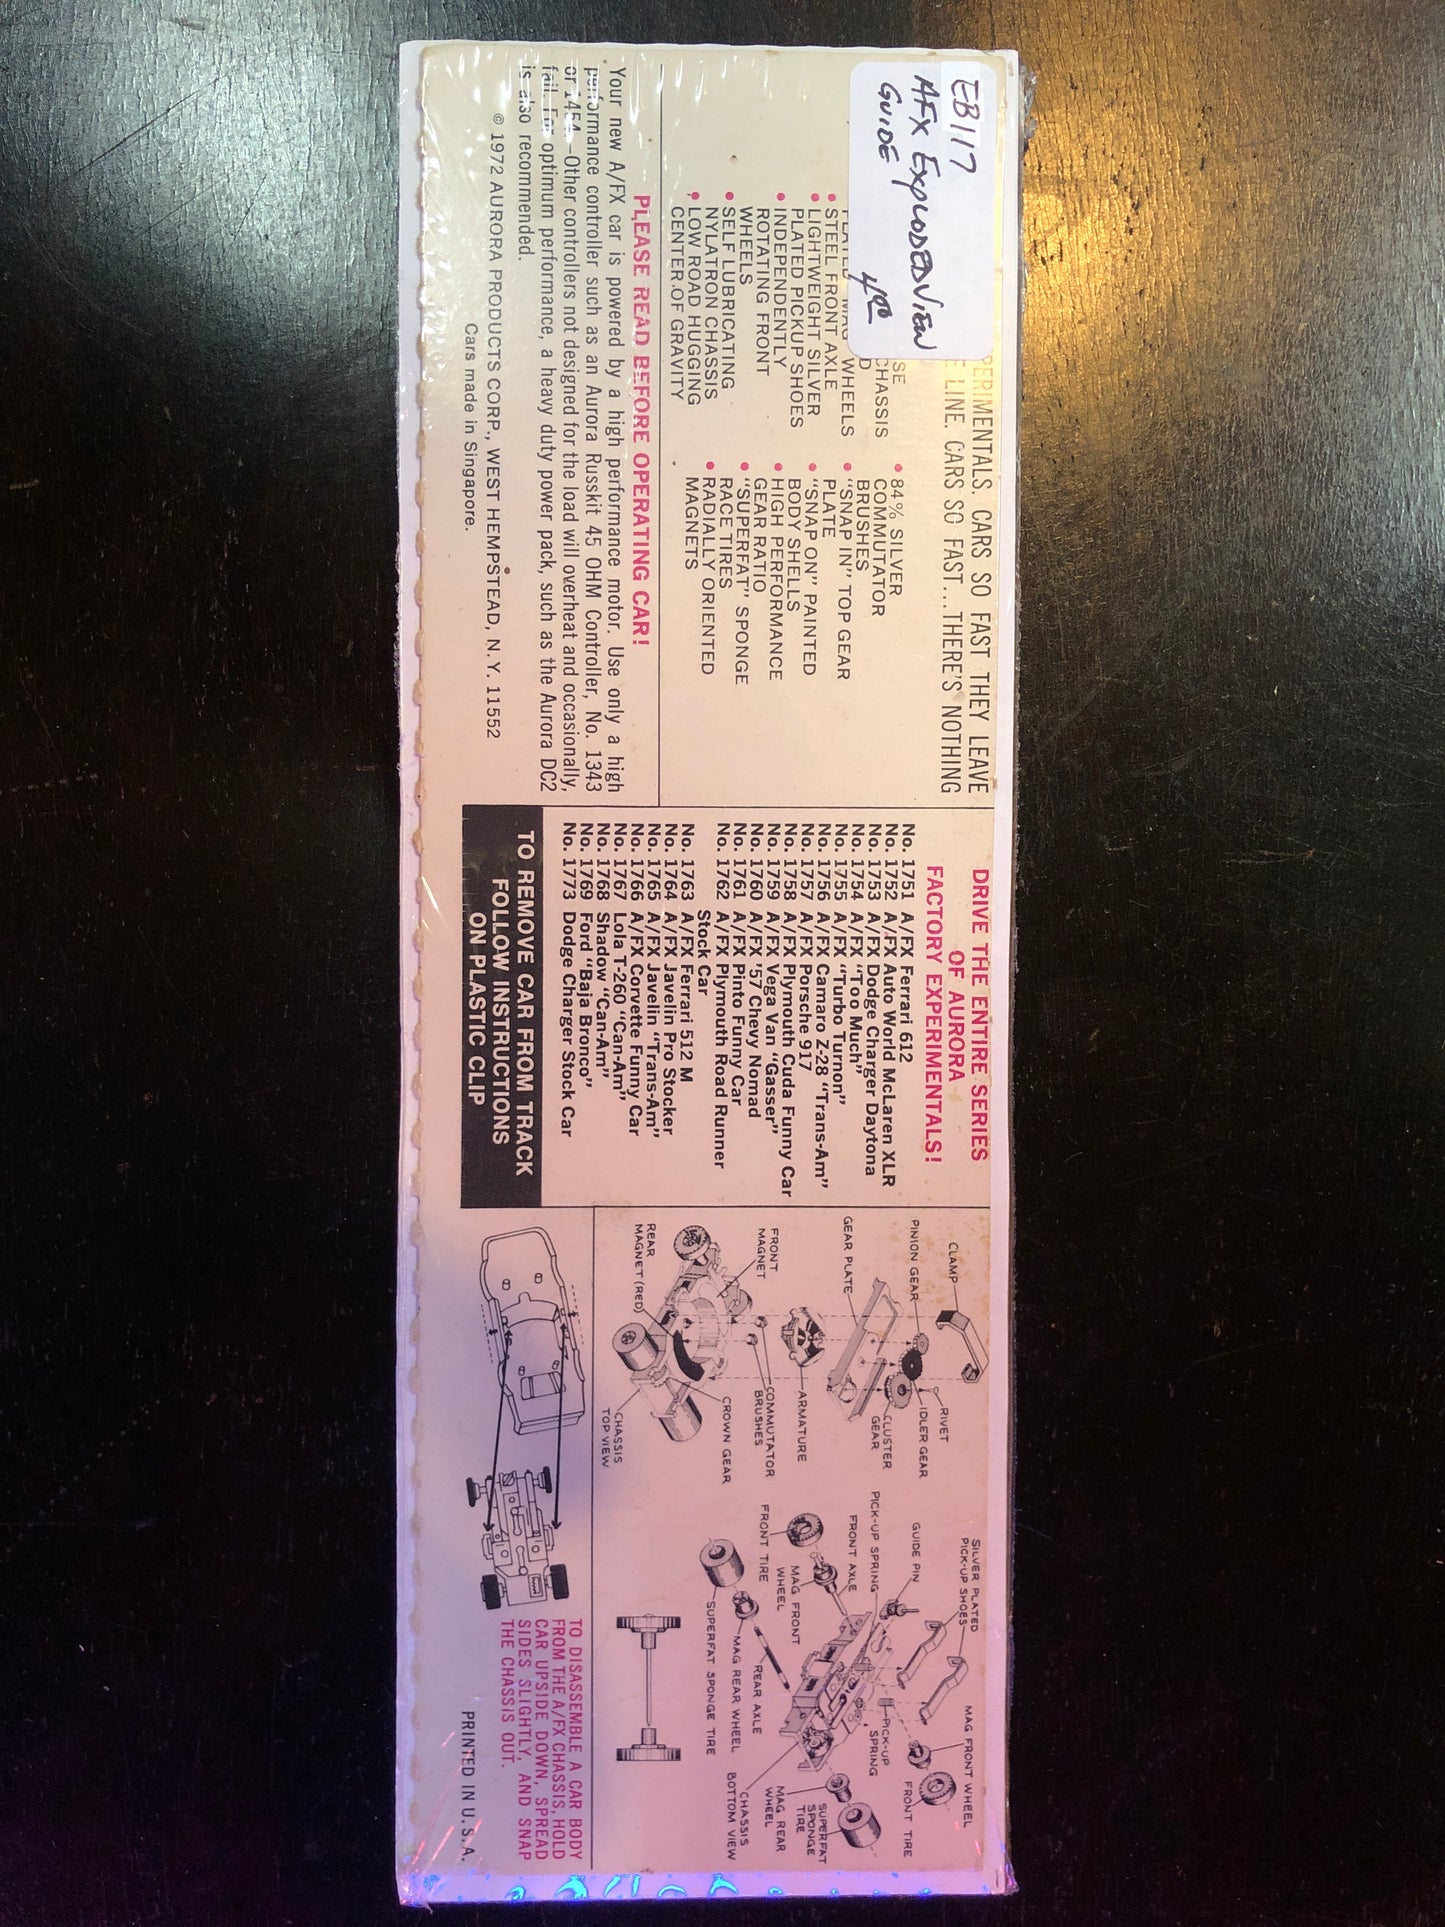 EB117
AFX EXPLODED VIEW
GUIDE
4⁰⁰
PERIMENTALS. CARS SO FAST THEY LEAVE
E LINE. CARS SO FAST...THERE'S NOTHING
SE
CHASSIS
D
PLATED MAG WHEELS
• STEEL FRONT AXLE
• LIGHTWEIGHT SILVER
PLATED PICKUP SHOES
• INDEPENDENTLY
ROTATING FRONT
WHEELS
• SELF LUBRICATING
NYLATRON CHASSIS
• LOW ROAD HUGGING
CENTER OF GRAVITY
• 84% SILVER
COMMUTATOR
BRUSHES
• "SNAP IN" TOP GEAR
PLATE
• "SNAP ON" PAINTED
BODY SHELLS
• HIGH PERFORMANCE
GEAR RATIO
• "SUPERFAT" SPONGE
RACE TIRES
• RADIALLY ORIENTED
MAGNETS
PLEASE READ BEFORE OPERATING CAR!
Your new A/FX car is powered by a high performance motor. Use only a high
performance controller such as an Aurora Russkit 45 OHM Controller, No. 1343
or 1454. Other controllers not designed for the load will overheat and occasionally,
fail. For optimum performance, a heavy duty power pack, such as the Aurora DC2
is also recommended.
© 1972 AURORA PRODUCTS CORP., WEST HEMPSTEAD, N. Y. 11552
Cars made in Singapore.
DRIVE THE ENTIRE SERIES
OF AURORA
FACTORY EXPERIMENTALS!
No. 1751 A/FX Ferrari 612
No. 1752 A/FX Auto World McLaren XLR
No. 1753 A/FX Dodge Charger Daytona
No. 1754 A/FX "Too Much"
No. 1755 A/FX "Turbo Turnon"
No. 1756 A/FX Camaro Z-28 "Trans-Am"
No. 1757 A/FX Porsche 917
No. 1758 A/FX Plymouth Cuda Funny Car
No. 1759 A/FX Vega Van "Gasser"
No. 1760 A/FX '57 Chevy Nomad
No. 1761 A/FX Pinto Funny Car
No. 1762 A/FX Plymouth Road Runner
Stock Car
No. 1763 A/FX Ferrari 512 M
No. 1764 A/FX Javelin Pro Stocker
No. 1765 A/FX Javelin "Trans-Am"
No. 1766 A/FX Corvette Funny Car
No. 1767 Lola T-260 "Can-Am"
No. 1768 Shadow "Can-Am"
No. 1769 Ford "Baja Bronco"
No. 1773 Dodge Charger Stock Car
TO REMOVE CAR FROM TRACK
FOLLOW INSTRUCTIONS
ON PLASTIC CLIP
CLAMP
PINION GEAR
GEAR PLATE
RIVET
IDLER GEAR
CLUSTER
GEAR
ARMATURE
FRONT
MAGNET
COMMUTATOR
BRUSHES
CROWN GEAR
REAR
MAGNET (RED)
CHASSIS
TOP VIEW
SILVER PLATED
PICK-UP SHOES
GUIDE PIN
PICK-UP SPRING
FRONT AXLE
MAG FRONT
WHEEL
FRONT TIRE
MAG FRONT WHEEL
FRONT TIRE
PICK-UP
SPRING
REAR AXLE
MAG REAR WHEEL
SUPERFAT SPONGE TIRE
SUPERFAT
SPONGE
TIRE
MAG REAR
WHEEL
CHASSIS
BOTTOM VIEW
TO DISASSEMBLE A CAR BODY
FROM THE A/FX CHASSIS, HOLD
CAR UPSIDE DOWN, SPREAD
SIDES SLIGHTLY, AND SNAP
THE CHASSIS OUT.
PRINTED IN U.S.A.